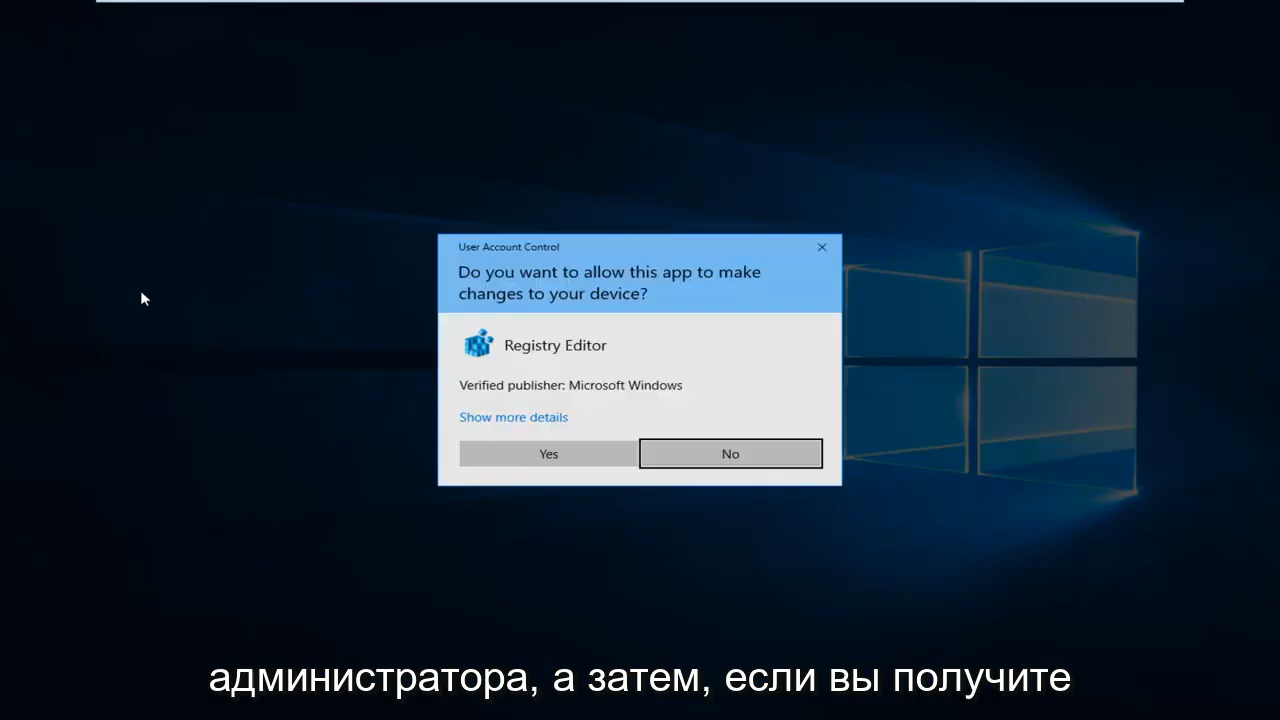 User Account Control
Do you want to allow this app to make
changes to your device?
Registry Editor
Verified publisher: Microsoft Windows
Show more details
Yes
No
администратора, а затем, если вы получите